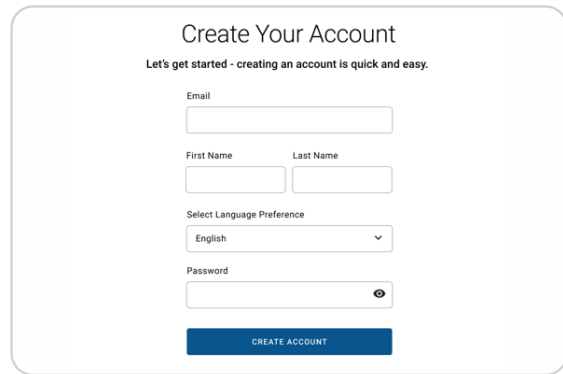 Create Your Account
Let's get started - creating an account is quick and easy.
Email
First Name Last Name
Select Language Preference
English
Password
CREATE ACCOUNT